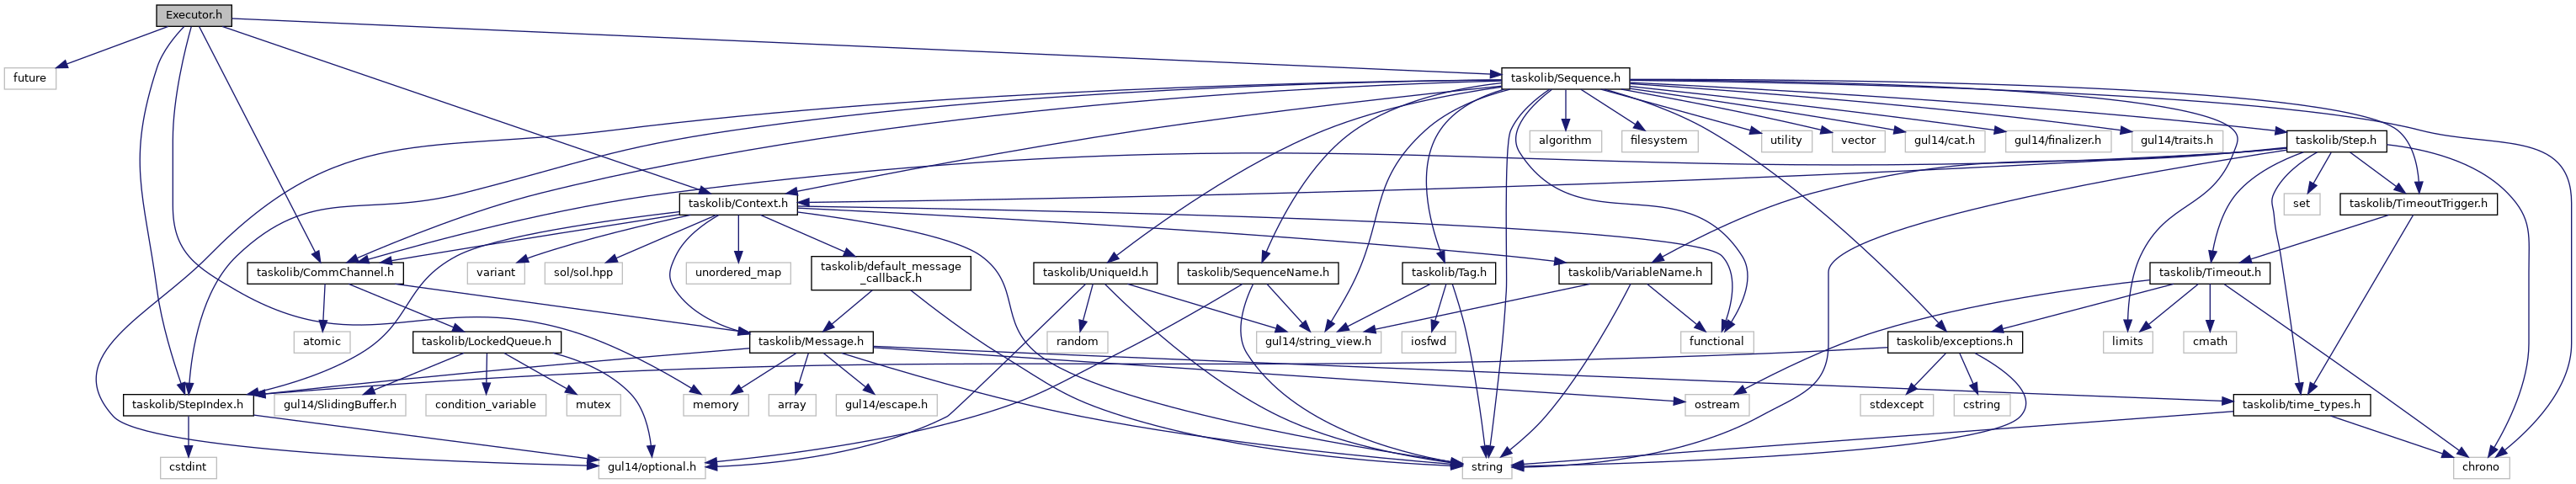 Executor.h
future
taskolib/Sequence.h
algorithm
filesystem
utility
vector
gul14/cat.h
gul14/finalizer.h
gul14/traits.h
taskolib/Step.h
taskolib/Context.h
set
taskolib/TimeoutTrigger.h
taskolib/CommChannel.h
variant
sol/sol.hpp
unordered_map
taskolib/default_message
_callback.h
taskolib/UniqueId.h
taskolib/SequenceName.h
taskolib/Tag.h
taskolib/VariableName.h
taskolib/Timeout.h
atomic
taskolib/LockedQueue.h
taskolib/Message.h
random
gul14/string_view.h
iosfwd
functional
taskolib/exceptions.h
limits
cmath
taskolib/StepIndex.h
gul14/SlidingBuffer.h
condition_variable
mutex
memory
array
gul14/escape.h
ostream
stdexcept
cstring
taskolib/time_types.h
cstdint
gul14/optional.h
string
chrono